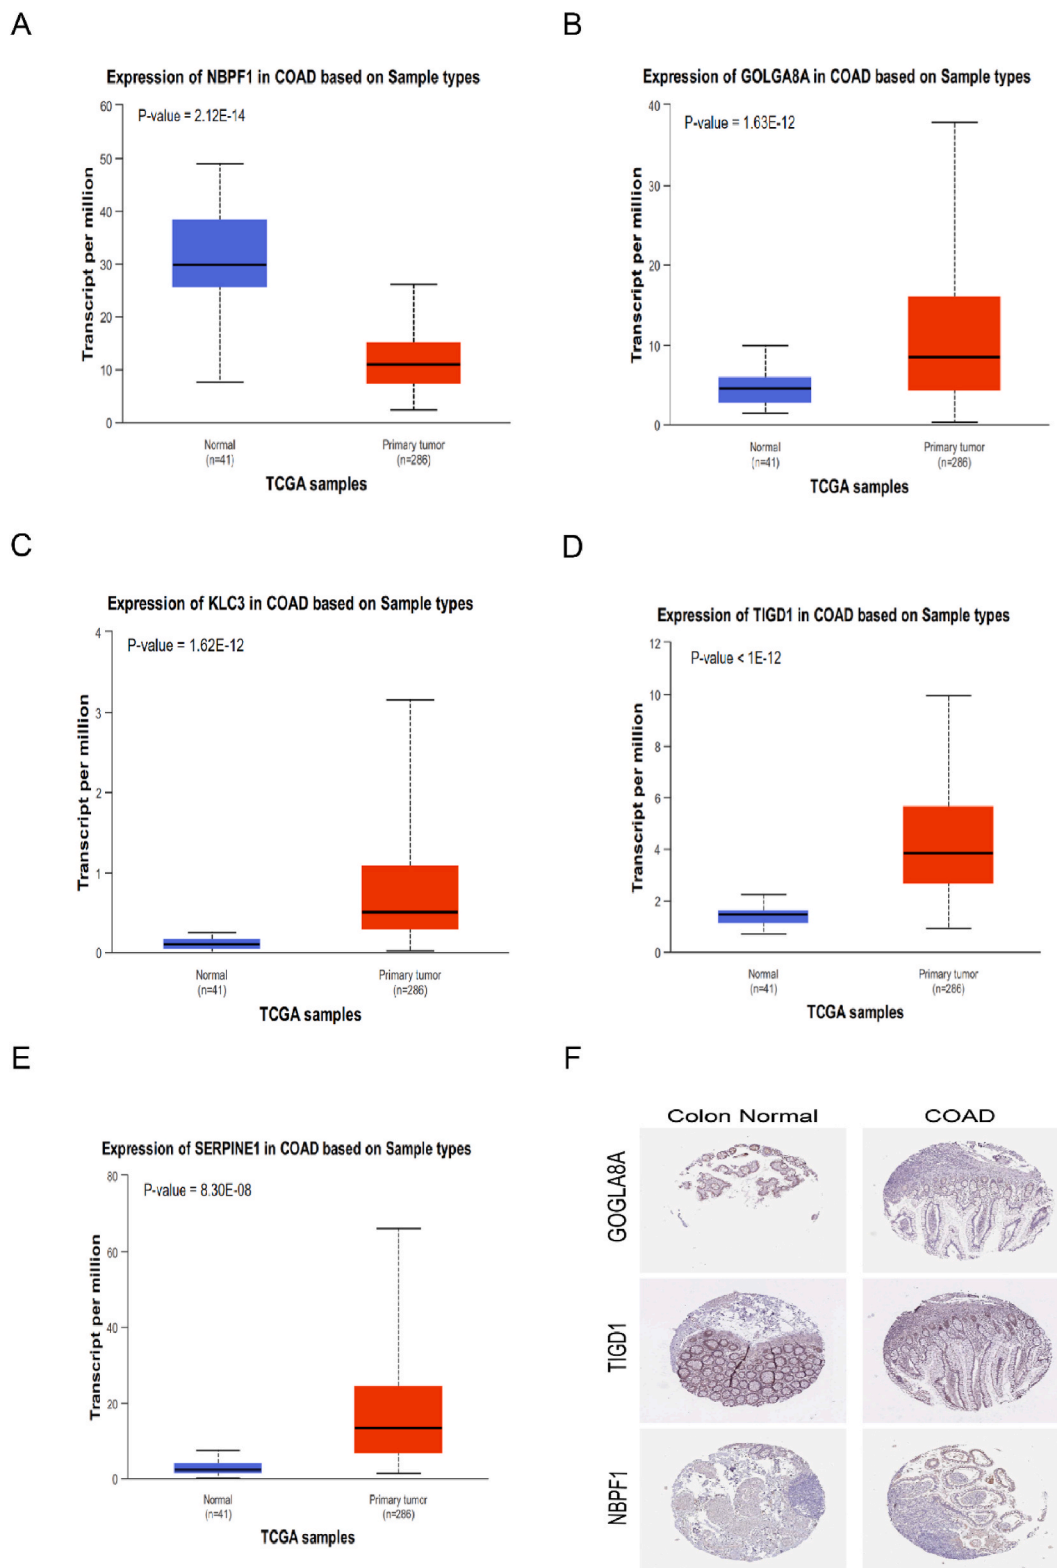 A
Expression of NBPF1 in COAD based on Sample types
P-value = 2.12E-14
Transcript per million
60
50
40
30
20
10
0
Normal
(n=41)
Primary tumor
(n=286)
TCGA samples
B
Expression of GOLGA8A in COAD based on Sample types
P-value = 1.63E-12
Transcript per million
40
30
20
10
0
Normal
(n=41)
Primary tumor
(n=286)
TCGA samples
C
Expression of KLC3 in COAD based on Sample types
P-value = 1.62E-12
Transcript per million
4
3
2
1
0
Normal
(n=41)
Primary tumor
(n=286)
TCGA samples
D
Expression of TIGD1 in COAD based on Sample types
P-value < 1E-12
Transcript per million
12
10
8
6
4
2
0
Normal
(n=41)
Primary tumor
(n=286)
TCGA samples
E
Expression of SERPINE1 in COAD based on Sample types
P-value = 8.30E-08
Transcript per million
80
60
40
20
0
Normal
(n=41)
Primary tumor
(n=286)
TCGA samples
F
Colon Normal
COAD
GOGLA8A
TIGD1
NBPF1